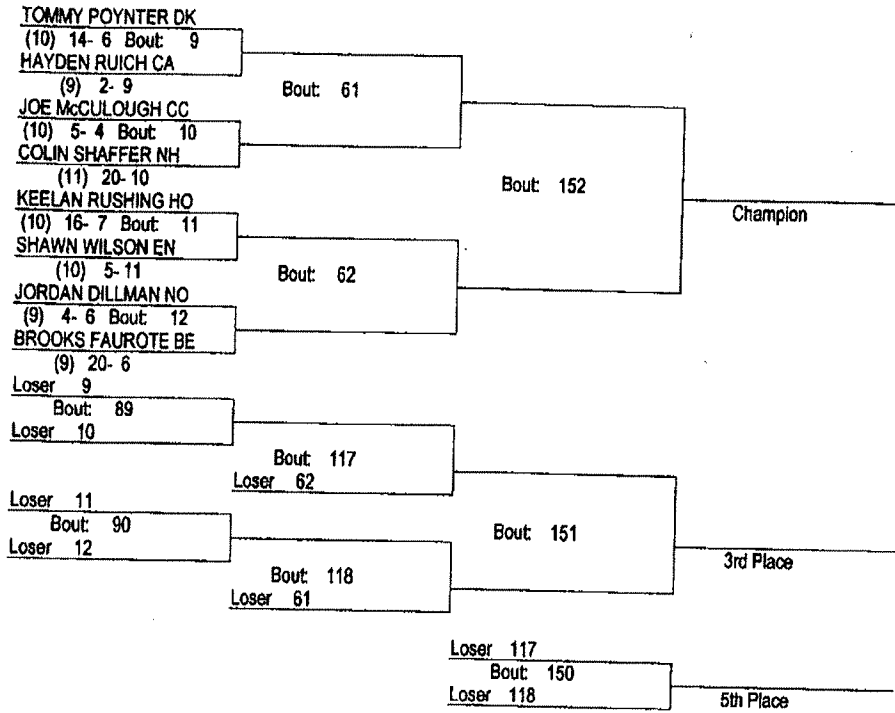 TOMMY POYNTER DK
(10) 14- 6 Bout: 9
HAYDEN RUICH CA
(9) 2- 9
Bout: 61
JOE McCULOUGH CC
(10) 5- 4 Bout: 10
COLIN SHAFFER NH
(11) 20- 10
Bout: 152
Champion
KEELAN RUSHING HO
(10) 16- 7 Bout: 11
SHAWN WILSON EN
(10) 5- 11
Bout: 62
JORDAN DILLMAN NO
(9) 4- 6 Bout: 12
BROOKS FAUROTE BE
(9) 20- 6
Loser 9
Bout: 89
Loser 10
Bout: 117
Loser 62
Loser 11
Bout: 90
Loser 12
Bout: 151
3rd Place
Bout: 118
Loser 61
Loser 117
Bout: 150
Loser 118
5th Place